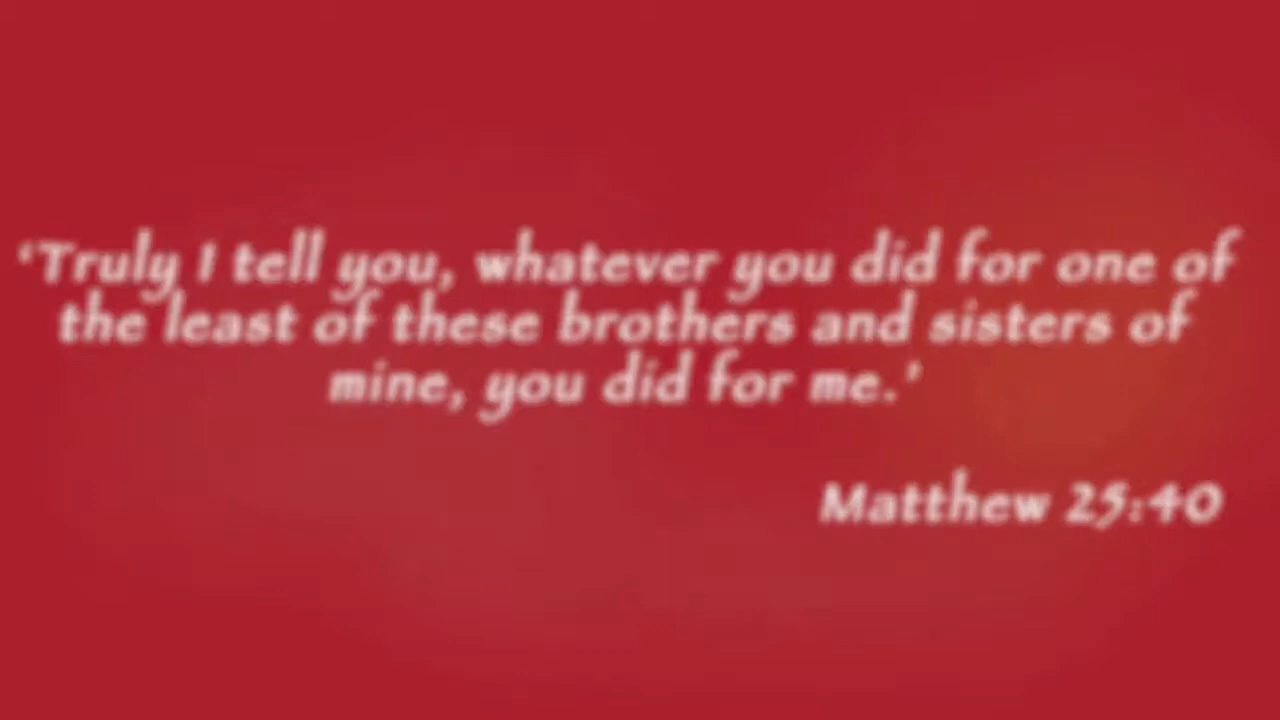 ‘Truly I tell you, whatever you did for one of
the least of these brothers and sisters of
mine, you did for me.’
Matthew 25:40